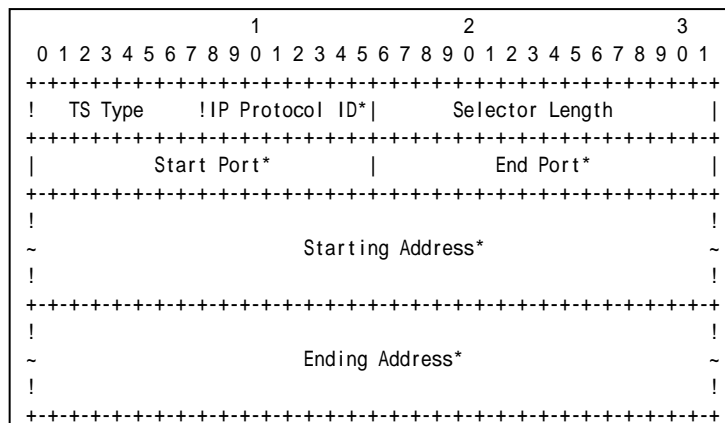 1                   2                   3
 0 1 2 3 4 5 6 7 8 9 0 1 2 3 4 5 6 7 8 9 0 1 2 3 4 5 6 7 8 9 0 1
+-+-+-+-+-+-+-+-+-+-+-+-+-+-+-+-+-+-+-+-+-+-+-+-+-+-+-+-+-+-+-+-+
!   TS Type     !IP Protocol ID*|       Selector Length         |
+-+-+-+-+-+-+-+-+-+-+-+-+-+-+-+-+-+-+-+-+-+-+-+-+-+-+-+-+-+-+-+-+
|           Start Port*         |           End Port*           |
+-+-+-+-+-+-+-+-+-+-+-+-+-+-+-+-+-+-+-+-+-+-+-+-+-+-+-+-+-+-+-+-+
!                                                               !
~                         Starting Address*                     ~
!                                                               !
+-+-+-+-+-+-+-+-+-+-+-+-+-+-+-+-+-+-+-+-+-+-+-+-+-+-+-+-+-+-+-+-+
!                                                               !
~                         Ending Address*                       ~
!                                                               !
+-+-+-+-+-+-+-+-+-+-+-+-+-+-+-+-+-+-+-+-+-+-+-+-+-+-+-+-+-+-+-+-+